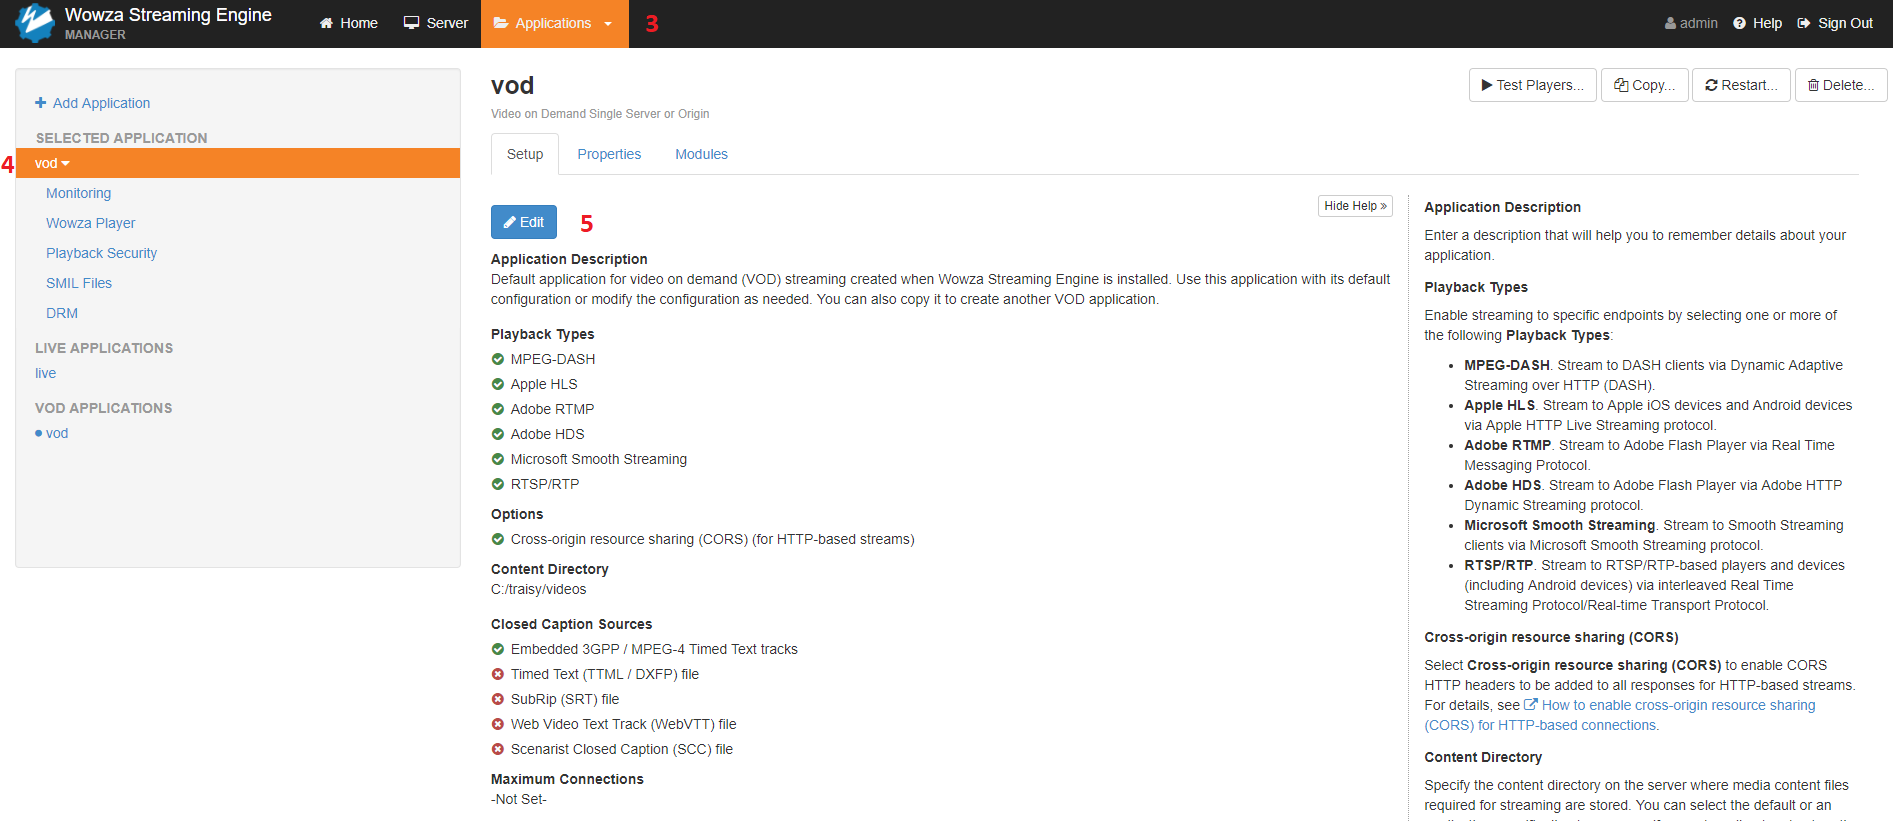 Wowza Streaming Engine
MANAGER
Home
Server
Applications
3
admin
Help
Sign Out
Add Application
SELECTED APPLICATION
4
vod
Monitoring
Wowza Player
Playback Security
SMIL Files
DRM
LIVE APPLICATIONS
live
VOD APPLICATIONS
vod
vod
Video on Demand Single Server or Origin
Test Players...
Copy...
Restart...
Delete...
Setup
Properties
Modules
Edit
5
Hide Help »
Application Description
Default application for video on demand (VOD) streaming created when Wowza Streaming Engine is installed. Use this application with its default
configuration or modify the configuration as needed. You can also copy it to create another VOD application.
Playback Types
MPEG-DASH
Apple HLS
Adobe RTMP
Adobe HDS
Microsoft Smooth Streaming
RTSP/RTP
Options
Cross-origin resource sharing (CORS) (for HTTP-based streams)
Content Directory
C:/traisy/videos
Closed Caption Sources
Embedded 3GPP / MPEG-4 Timed Text tracks
Timed Text (TTML / DXFP) file
SubRip (SRT) file
Web Video Text Track (WebVTT) file
Scenarist Closed Caption (SCC) file
Maximum Connections
-Not Set-
Application Description
Enter a description that will help you to remember details about your
application.
Playback Types
Enable streaming to specific endpoints by selecting one or more of
the following Playback Types:
• MPEG-DASH. Stream to DASH clients via Dynamic Adaptive
Streaming over HTTP (DASH).
• Apple HLS. Stream to Apple iOS devices and Android devices
via Apple HTTP Live Streaming protocol.
• Adobe RTMP. Stream to Adobe Flash Player via Real Time
Messaging Protocol.
• Adobe HDS. Stream to Adobe Flash Player via Adobe HTTP
Dynamic Streaming protocol.
• Microsoft Smooth Streaming. Stream to Smooth Streaming
clients via Microsoft Smooth Streaming protocol.
• RTSP/RTP. Stream to RTSP/RTP-based players and devices
(including Android devices) via interleaved Real Time
Streaming Protocol/Real-time Transport Protocol.
Cross-origin resource sharing (CORS)
Select Cross-origin resource sharing (CORS) to enable CORS
HTTP headers to be added to all responses for HTTP-based streams.
For details, see How to enable cross-origin resource sharing
(CORS) for HTTP-based connections.
Content Directory
Specify the content directory on the server where media content files
required for streaming are stored. You can select the default or an